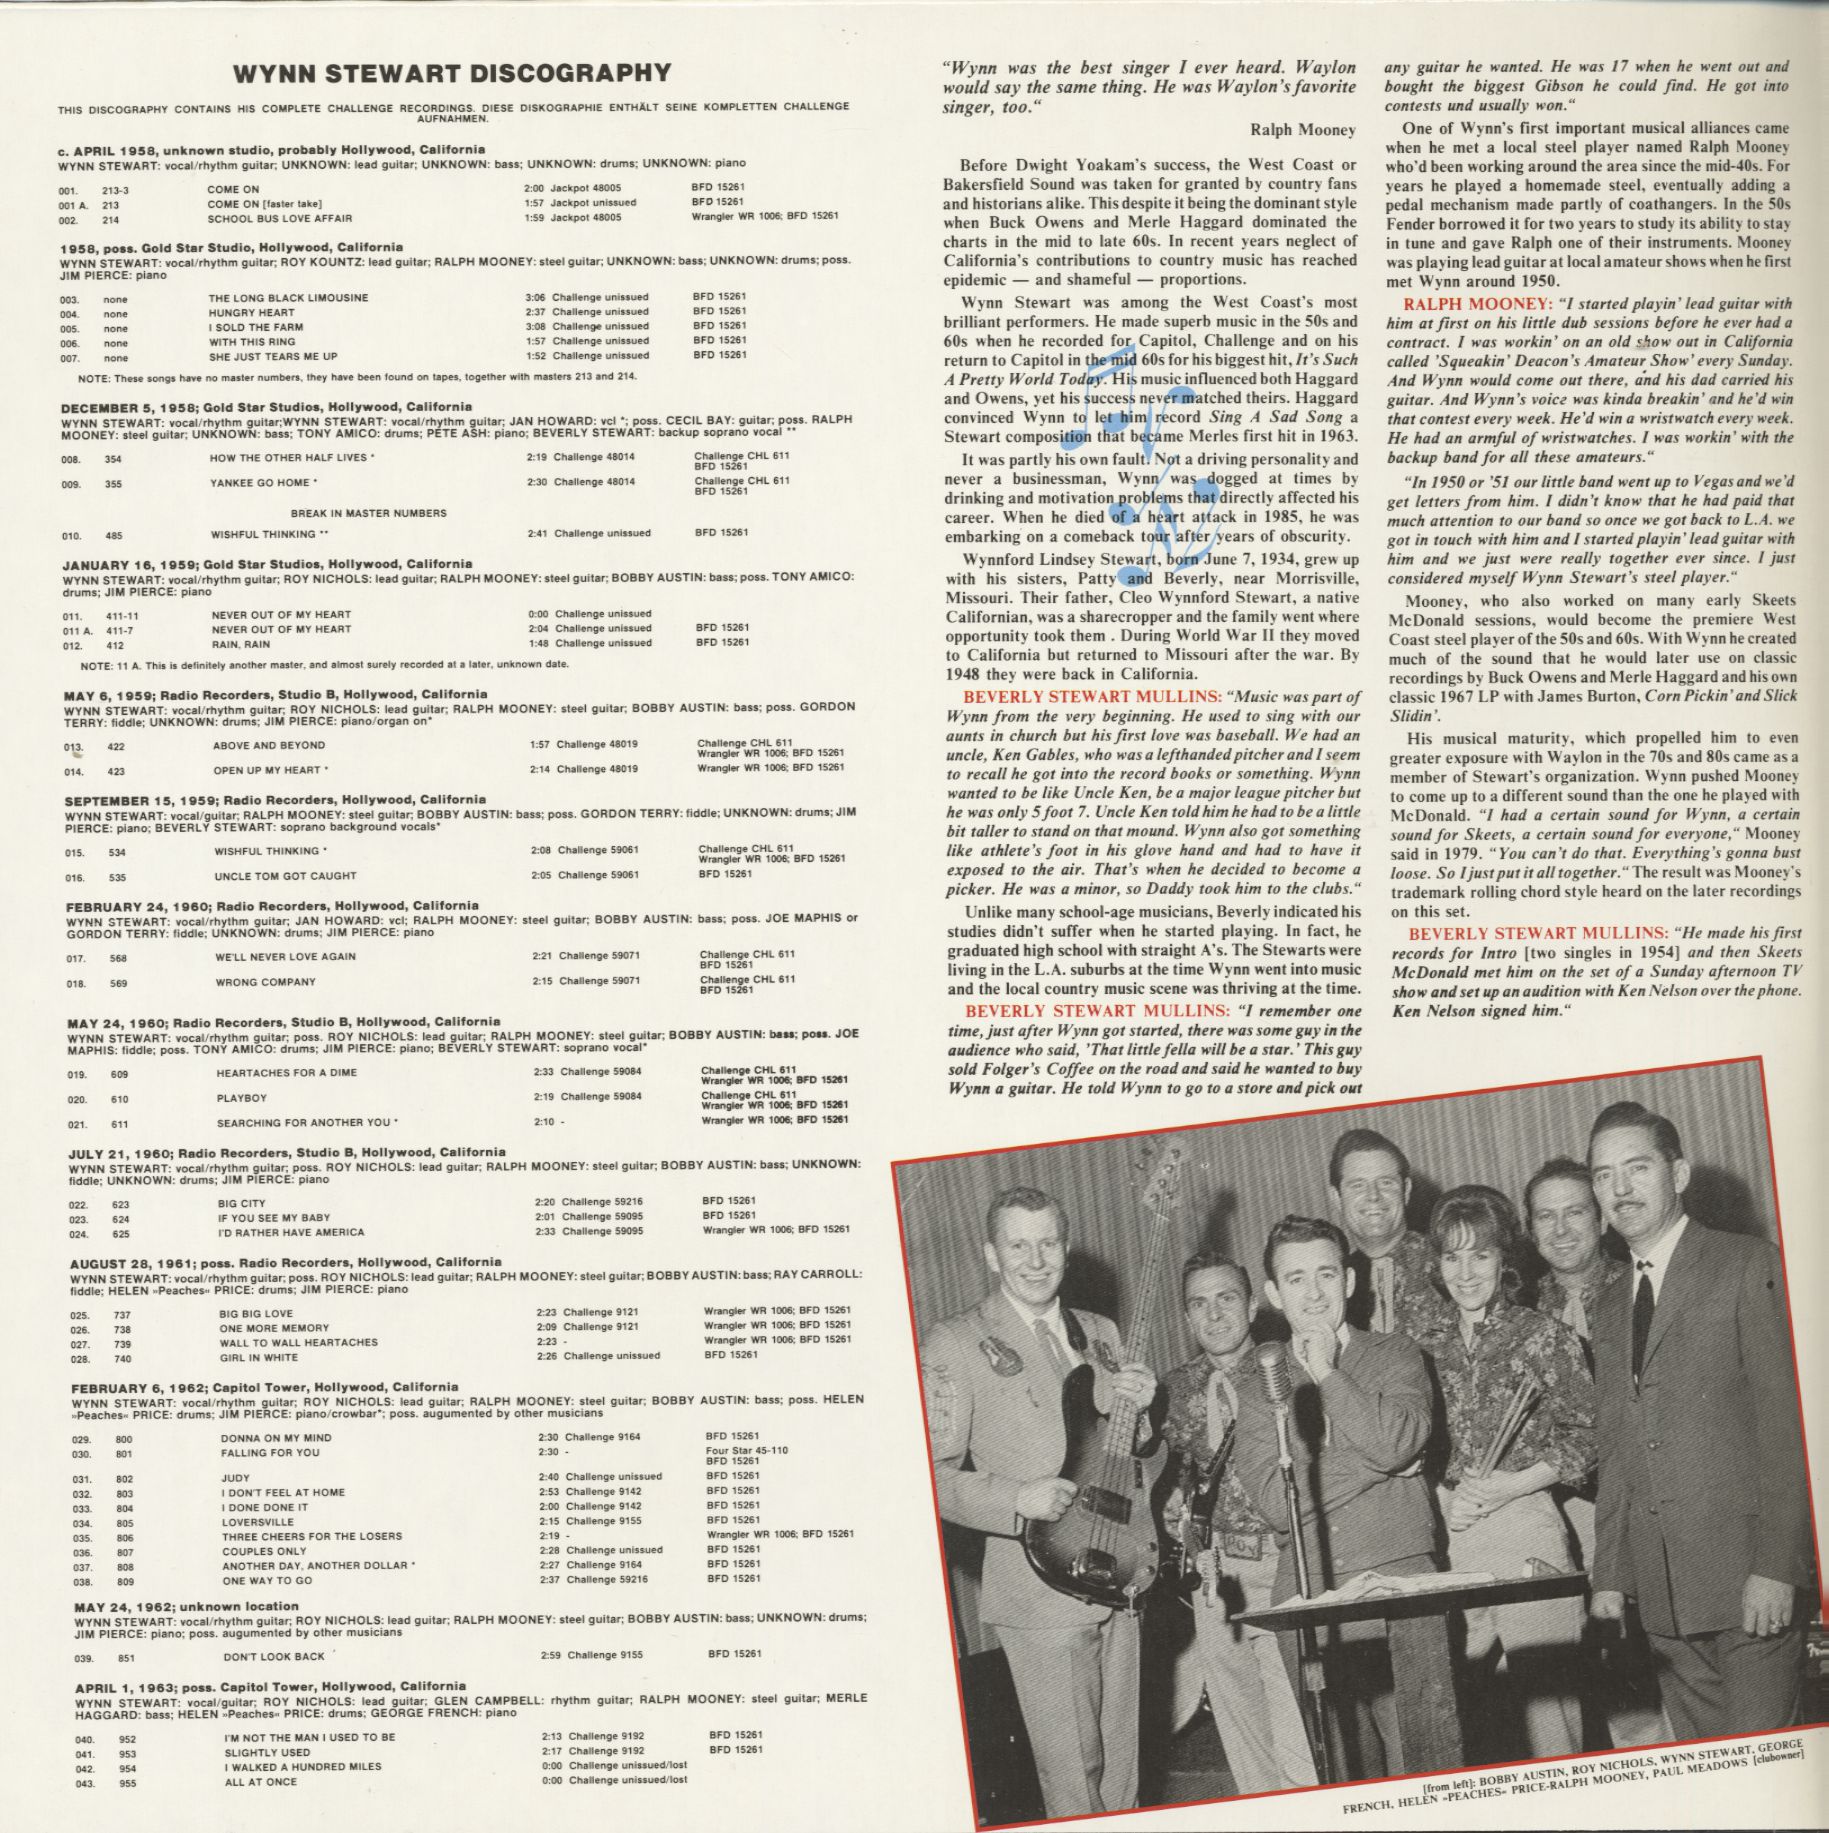 WYNN STEWART DISCOGRAPHY
THIS DISCOGRAPHY CONTAINS HIS COMPLETE CHALLENGE RECORDINGS. DIESE DISKOGRAPHIE ENTHÄLT SEINE KOMPLETTEN CHALLENGE
AUFNAHMEN.
c. APRIL 1958, unknown studio, probably Hollywood, California
WYNN STEWART: vocal/rhythm guitar; UNKNOWN: lead guitar; UNKNOWN: bass; UNKNOWN: drums; UNKNOWN: piano
001. 213-3 COME ON 2:00 Jackpot 48005 BFD 15261
001 A. 213 COME ON [faster take] 1:57 Jackpot unissued BFD 15261
002. 214 SCHOOL BUS LOVE AFFAIR 1:59 Jackpot 48005 Wrangler WR 1006; BFD 15261
1958, poss. Gold Star Studio, Hollywood, California
WYNN STEWART: vocal/rhythm guitar; ROY KOUNTZ: lead guitar; RALPH MOONEY: steel guitar; UNKNOWN: bass; UNKNOWN: drums; poss.
JIM PIERCE: piano
003. none THE LONG BLACK LIMOUSINE 3:06 Challenge unissued BFD 15261
004. none HUNGRY HEART 2:37 Challenge unissued BFD 15261
005. none I SOLD THE FARM 3:08 Challenge unissued BFD 15261
006. none WITH THIS RING 1:57 Challenge unissued BFD 15261
007. none SHE JUST TEARS ME UP 1:52 Challenge unissued BFD 15261
NOTE: These songs have no master numbers, they have been found on tapes, together with masters 213 and 214.
DECEMBER 5, 1958; Gold Star Studios, Hollywood, California
WYNN STEWART: vocal/rhythm guitar;WYNN STEWART: vocal/rhythm guitar; JAN HOWARD: vcl *; poss. CECIL BAY: guitar; poss. RALPH
MOONEY: steel guitar; UNKNOWN: bass; TONY AMICO: drums; PETE ASH: piano; BEVERLY STEWART: backup soprano vocal **
008. 354 HOW THE OTHER HALF LIVES * 2:19 Challenge 48014 Challenge CHL 611
BFD 15261
009. 355 YANKEE GO HOME * 2:30 Challenge 48014 Challenge CHL 611
BFD 15261
BREAK IN MASTER NUMBERS
010. 485 WISHFUL THINKING ** 2:41 Challenge unissued BFD 15261
JANUARY 16, 1959; Gold Star Studios, Hollywood, California
WYNN STEWART: vocal/rhythm guitar; ROY NICHOLS: lead guitar; RALPH MOONEY: steel guitar; BOBBY AUSTIN: bass; poss. TONY AMICO:
drums; JIM PIERCE: piano
011. 411-11 NEVER OUT OF MY HEART 0:00 Challenge unissued
011 A. 411-7 NEVER OUT OF MY HEART 2:04 Challenge unissued BFD 15261
012. 412 RAIN, RAIN 1:48 Challenge unissued BFD 15261
NOTE: 11 A. This is definitely another master, and almost surely recorded at a later, unknown date.
MAY 6, 1959; Radio Recorders, Studio B, Hollywood, California
WYNN STEWART: vocal/rhythm guitar; ROY NICHOLS: lead guitar; RALPH MOONEY: steel guitar; BOBBY AUSTIN: bass; poss. GORDON
TERRY: fiddle; UNKNOWN: drums; JIM PIERCE: piano/organ on*
013. 422 ABOVE AND BEYOND 1:57 Challenge 48019 Challenge CHL 611
Wrangler WR 1006; BFD 15261
014. 423 OPEN UP MY HEART * 2:14 Challenge 48019 Wrangler WR 1006; BFD 15261
SEPTEMBER 15, 1959; Radio Recorders, Hollywood, California
WYNN STEWART: vocal/guitar; RALPH MOONEY: steel guitar; BOBBY AUSTIN: bass; poss. GORDON TERRY: fiddle; UNKNOWN: drums; JIM
PIERCE: piano; BEVERLY STEWART: soprano background vocals*
015. 534 WISHFUL THINKING * 2:08 Challenge 59061 Challenge CHL 611
Wrangler WR 1006; BFD 15261
016. 535 UNCLE TOM GOT CAUGHT 2:05 Challenge 59061 BFD 15261
FEBRUARY 24, 1960; Radio Recorders, Hollywood, California
WYNN STEWART: vocal/rhythm guitar; JAN HOWARD: vcl; RALPH MOONEY: steel guitar; BOBBY AUSTIN: bass; poss. JOE MAPHIS or
GORDON TERRY: fiddle; UNKNOWN: drums; JIM PIERCE: piano
017. 568 WE'LL NEVER LOVE AGAIN 2:21 Challenge 59071 Challenge CHL 611
BFD 15261
018. 569 WRONG COMPANY 2:15 Challenge 59071 Challenge CHL 611
BFD 15261
MAY 24, 1960; Radio Recorders, Studio B, Hollywood, California
WYNN STEWART: vocal/rhythm guitar; poss. ROY NICHOLS: lead guitar; RALPH MOONEY: steel guitar; BOBBY AUSTIN: bass; poss. JOE
MAPHIS: fiddle; poss. TONY AMICO: drums; JIM PIERCE: piano; BEVERLY STEWART: soprano vocal*
019. 609 HEARTACHES FOR A DIME 2:33 Challenge 59084 Challenge CHL 611
Wrangler WR 1006; BFD 15261
020. 610 PLAYBOY 2:19 Challenge 59084 Challenge CHL 611
Wrangler WR 1006; BFD 15261
021. 611 SEARCHING FOR ANOTHER YOU * 2:10 - Wrangler WR 1006; BFD 15261
JULY 21, 1960; Radio Recorders, Studio B, Hollywood, California
WYNN STEWART: vocal/rhythm guitar; poss. ROY NICHOLS: lead guitar; RALPH MOONEY: steel guitar; BOBBY AUSTIN: bass; UNKNOWN:
fiddle; UNKNOWN: drums; JIM PIERCE: piano
022. 623 BIG CITY 2:20 Challenge 59216 BFD 15261
023. 624 IF YOU SEE MY BABY 2:01 Challenge 59095 BFD 15261
024. 625 I'D RATHER HAVE AMERICA 2:33 Challenge 59095 Wrangler WR 1006; BFD 15261
AUGUST 28, 1961; poss. Radio Recorders, Hollywood, California
WYNN STEWART: vocal/rhythm guitar; poss. ROY NICHOLS: lead guitar; RALPH MOONEY: steel guitar; BOBBY AUSTIN: bass; RAY CARROLL:
fiddle; HELEN »Peaches« PRICE: drums; JIM PIERCE: piano
025. 737 BIG BIG LOVE 2:23 Challenge 9121 Wrangler WR 1006; BFD 15261
026. 738 ONE MORE MEMORY 2:09 Challenge 9121 Wrangler WR 1006; BFD 15261
027. 739 WALL TO WALL HEARTACHES 2:23 - Wrangler WR 1006; BFD 15261
028. 740 GIRL IN WHITE 2:26 Challenge unissued BFD 15261
FEBRUARY 6, 1962; Capitol Tower, Hollywood, California
WYNN STEWART: vocal/rhythm guitar; ROY NICHOLS: lead guitar; RALPH MOONEY: steel guitar; BOBBY AUSTIN: bass; poss. HELEN
»Peaches« PRICE: drums; JIM PIERCE: piano/crowbar*; poss. augumented by other musicians
029. 800 DONNA ON MY MIND 2:30 Challenge 9164 BFD 15261
030. 801 FALLING FOR YOU 2:30 - Four Star 45-110
BFD 15261
031. 802 JUDY 2:40 Challenge unissued BFD 15261
032. 803 I DON'T FEEL AT HOME 2:53 Challenge 9142 BFD 15261
033. 804 I DONE DONE IT 2:00 Challenge 9142 BFD 15261
034. 805 LOVERSVILLE 2:15 Challenge 9155 BFD 15261
035. 806 THREE CHEERS FOR THE LOSERS 2:19 - Wrangler WR 1006; BFD 15261
036. 807 COUPLES ONLY 2:28 Challenge unissued BFD 15261
037. 808 ANOTHER DAY, ANOTHER DOLLAR * 2:27 Challenge 9164 BFD 15261
038. 809 ONE WAY TO GO 2:37 Challenge 59216 BFD 15261
MAY 24, 1962; unknown location
WYNN STEWART: vocal/rhythm guitar; ROY NICHOLS: lead guitar; RALPH MOONEY: steel guitar; BOBBY AUSTIN: bass; UNKNOWN: drums;
JIM PIERCE: piano; poss. augumented by other musicians
039. 851 DON'T LOOK BACK 2:59 Challenge 9155 BFD 15261
APRIL 1, 1963; poss. Capitol Tower, Hollywood, California
WYNN STEWART: vocal/guitar; ROY NICHOLS: lead guitar; GLEN CAMPBELL: rhythm guitar; RALPH MOONEY: steel guitar; MERLE
HAGGARD: bass; HELEN »Peaches« PRICE: drums; GEORGE FRENCH: piano
040. 952 I'M NOT THE MAN I USED TO BE 2:13 Challenge 9192 BFD 15261
041. 953 SLIGHTLY USED 2:17 Challenge 9192 BFD 15261
042. 954 I WALKED A HUNDRED MILES 0:00 Challenge unissued/lost
043. 955 ALL AT ONCE 0:00 Challenge unissued/lost
“Wynn was the best singer I ever heard. Waylon
would say the same thing. He was Waylon's favorite
singer, too.“
Ralph Mooney
Before Dwight Yoakam's success, the West Coast or
Bakersfield Sound was taken for granted by country fans
and historians alike. This despite it being the dominant style
when Buck Owens and Merle Haggard dominated the
charts in the mid to late 60s. In recent years neglect of
California's contributions to country music has reached
epidemic — and shameful — proportions.
Wynn Stewart was among the West Coast's most
brilliant performers. He made superb music in the 50s and
60s when he recorded for Capitol, Challenge and on his
return to Capitol in the mid 60s for his biggest hit, It's Such
A Pretty World Today. His music influenced both Haggard
and Owens, yet his success never matched theirs. Haggard
convinced Wynn to let him record Sing A Sad Song a
Stewart composition that became Merles first hit in 1963.
It was partly his own fault. Not a driving personality and
never a businessman, Wynn was dogged at times by
drinking and motivation problems that directly affected his
career. When he died of a heart attack in 1985, he was
embarking on a comeback tour after years of obscurity.
Wynnford Lindsey Stewart, born June 7, 1934, grew up
with his sisters, Patty and Beverly, near Morrisville,
Missouri. Their father, Cleo Wynnford Stewart, a native
Californian, was a sharecropper and the family went where
opportunity took them . During World War II they moved
to California but returned to Missouri after the war. By
1948 they were back in California.
BEVERLY STEWART MULLINS: “Music was part of
Wynn from the very beginning. He used to sing with our
aunts in church but his first love was baseball. We had an
uncle, Ken Gables, who was a lefthanded pitcher and I seem
to recall he got into the record books or something. Wynn
wanted to be like Uncle Ken, be a major league pitcher but
he was only 5 foot 7. Uncle Ken told him he had to be a little
bit taller to stand on that mound. Wynn also got something
like athlete's foot in his glove hand and had to have it
exposed to the air. That's when he decided to become a
picker. He was a minor, so Daddy took him to the clubs.“
Unlike many school-age musicians, Beverly indicated his
studies didn't suffer when he started playing. In fact, he
graduated high school with straight A's. The Stewarts were
living in the L.A. suburbs at the time Wynn went into music
and the local country music scene was thriving at the time.
BEVERLY STEWART MULLINS: “I remember one
time, just after Wynn got started, there was some guy in the
audience who said, 'That little fella will be a star.' This guy
sold Folger's Coffee on the road and said he wanted to buy
Wynn a guitar. He told Wynn to go to a store and pick out
any guitar he wanted. He was 17 when he went out and
bought the biggest Gibson he could find. He got into
contests und usually won.“
One of Wynn's first important musical alliances came
when he met a local steel player named Ralph Mooney
who'd been working around the area since the mid-40s. For
years he played a homemade steel, eventually adding a
pedal mechanism made partly of coathangers. In the 50s
Fender borrowed it for two years to study its ability to stay
in tune and gave Ralph one of their instruments. Mooney
was playing lead guitar at local amateur shows when he first
met Wynn around 1950.
RALPH MOONEY: “I started playin' lead guitar with
him at first on his little dub sessions before he ever had a
contract. I was workin' on an old show out in California
called 'Squeakin' Deacon's Amateur Show' every Sunday.
And Wynn would come out there, and his dad carried his
guitar. And Wynn's voice was kinda breakin' and he'd win
that contest every week. He'd win a wristwatch every week.
He had an armful of wristwatches. I was workin' with the
backup band for all these amateurs.“
“In 1950 or '51 our little band went up to Vegas and we'd
get letters from him. I didn't know that he had paid that
much attention to our band so once we got back to L.A. we
got in touch with him and I started playin' lead guitar with
him and we just were really together ever since. I just
considered myself Wynn Stewart's steel player.“
Mooney, who also worked on many early Skeets
McDonald sessions, would become the premiere West
Coast steel player of the 50s and 60s. With Wynn he created
much of the sound that he would later use on classic
recordings by Buck Owens and Merle Haggard and his own
classic 1967 LP with James Burton, Corn Pickin' and Slick
Slidin'.
His musical maturity, which propelled him to even
greater exposure with Waylon in the 70s and 80s came as a
member of Stewart's organization. Wynn pushed Mooney
to come up to a different sound than the one he played with
McDonald. “I had a certain sound for Wynn, a certain
sound for Skeets, a certain sound for everyone,“ Mooney
said in 1979. “You can't do that. Everything's gonna bust
loose. So I just put it all together.“ The result was Mooney's
trademark rolling chord style heard on the later recordings
on this set.
BEVERLY STEWART MULLINS: “He made his first
records for Intro [two singles in 1954] and then Skeets
McDonald met him on the set of a Sunday afternoon TV
show and set up an audition with Ken Nelson over the phone.
Ken Nelson signed him.“
[from left]: BOBBY AUSTIN, ROY NICHOLS, WYNN STEWART, GEORGE
FRENCH, HELEN »PEACHES« PRICE-RALPH MOONEY, PAUL MEADOWS [clubowner]